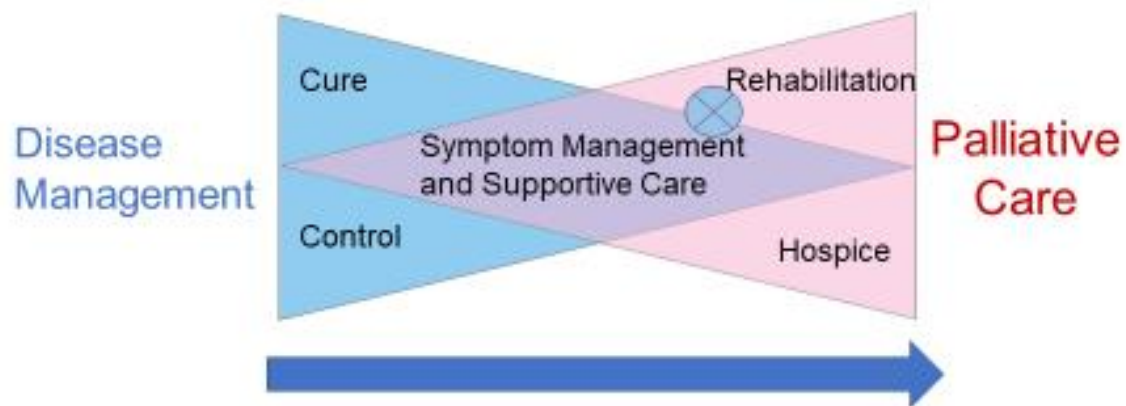 Cure
Rehabilitation
Disease
Management
Symptom Management
and Supportive Care
Palliative
Care
Control
Hospice